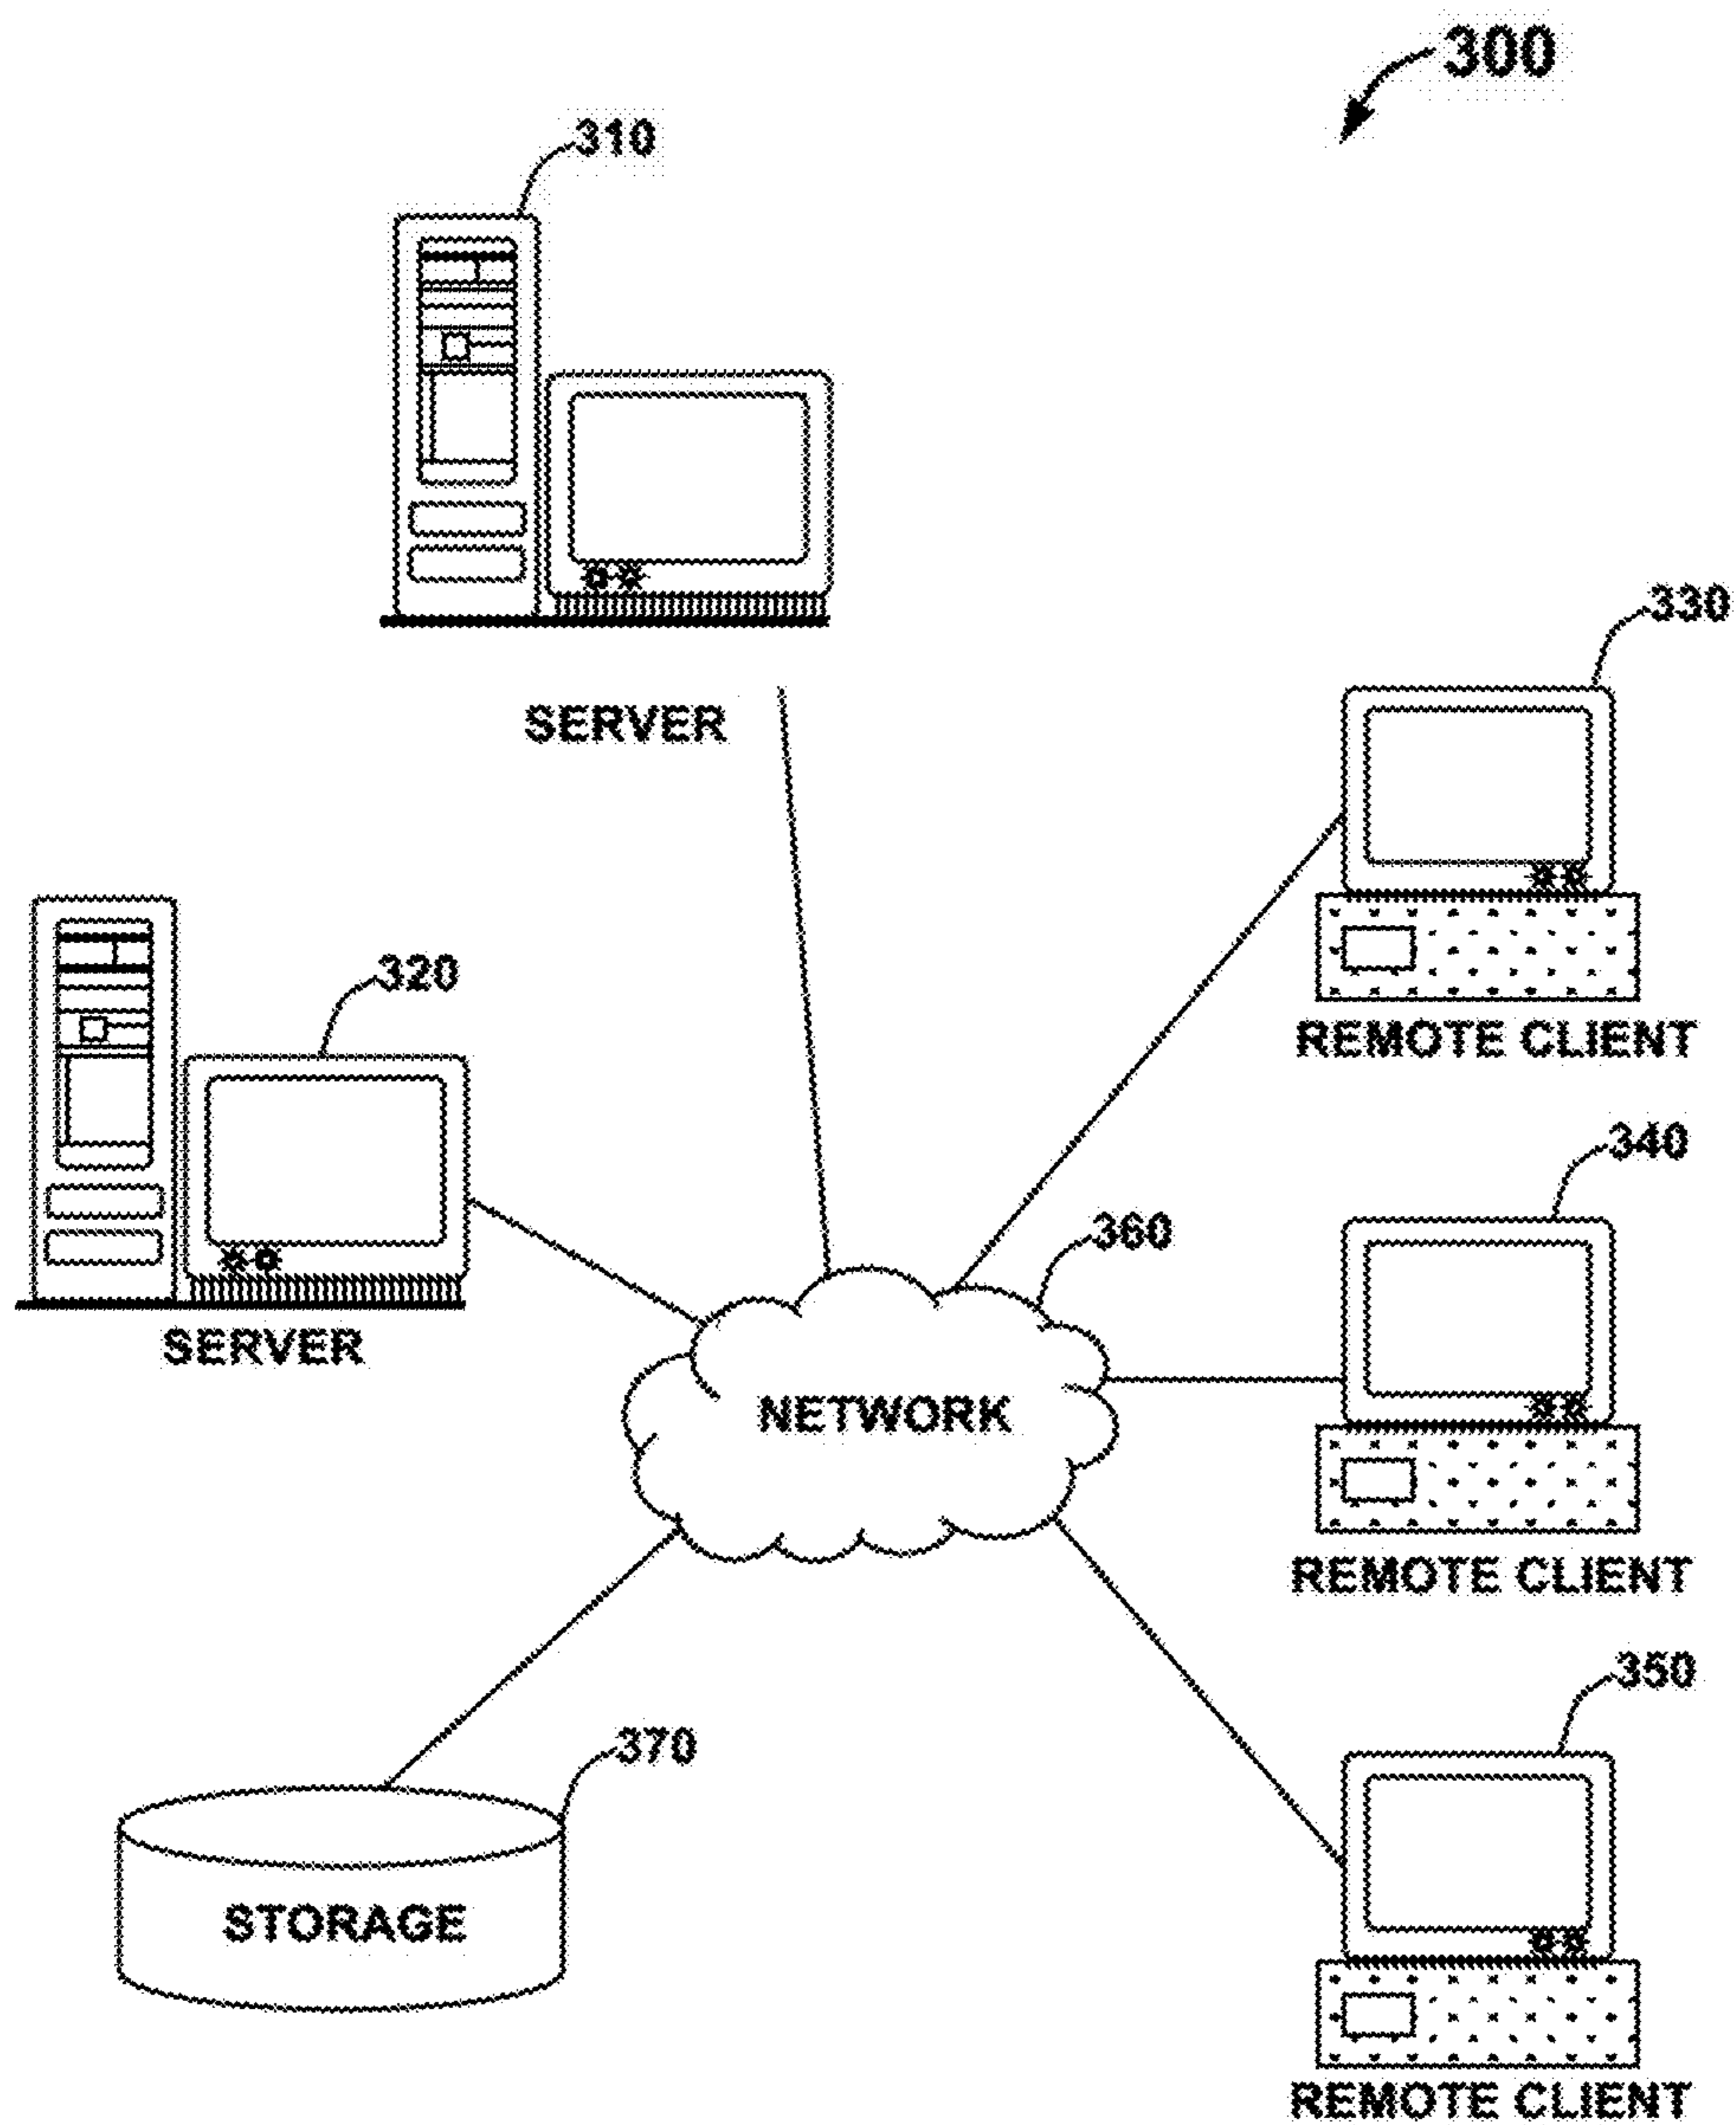 300
310
SERVER
330
REMOTE CLIENT
320
SERVER
340
REMOTE CLIENT
360
NETWORK
350
REMOTE CLIENT
370
STORAGE